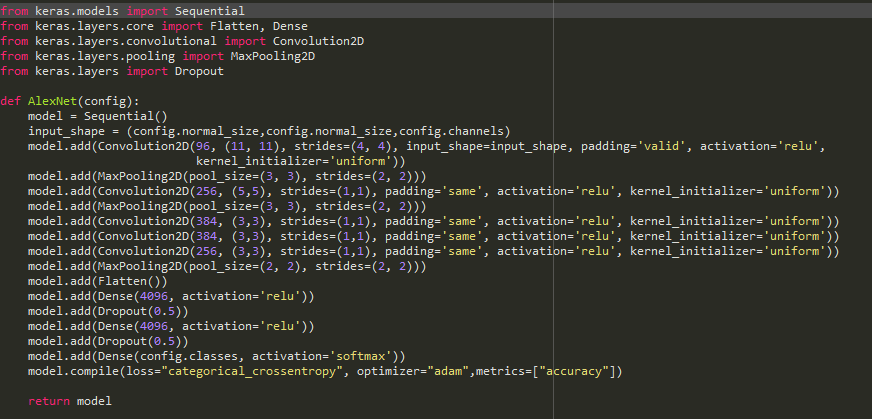 from keras.models import Sequential
from keras.layers.core import Flatten, Dense
from keras.layers.convolutional import Convolution2D
from keras.layers.pooling import MaxPooling2D
from keras.layers import Dropout

def AlexNet(config):
    model = Sequential()
    input_shape = (config.normal_size,config.normal_size,config.channels)
    model.add(Convolution2D(96, (11, 11), strides=(4, 4), input_shape=input_shape, padding='valid', activation='relu',
                            kernel_initializer='uniform'))
    model.add(MaxPooling2D(pool_size=(3, 3), strides=(2, 2)))
    model.add(Convolution2D(256, (5,5), strides=(1,1), padding='same', activation='relu', kernel_initializer='uniform'))
    model.add(MaxPooling2D(pool_size=(3, 3), strides=(2, 2)))
    model.add(Convolution2D(384, (3,3), strides=(1,1), padding='same', activation='relu', kernel_initializer='uniform'))
    model.add(Convolution2D(384, (3,3), strides=(1,1), padding='same', activation='relu', kernel_initializer='uniform'))
    model.add(Convolution2D(256, (3,3), strides=(1,1), padding='same', activation='relu', kernel_initializer='uniform'))
    model.add(MaxPooling2D(pool_size=(2, 2), strides=(2, 2)))
    model.add(Flatten())
    model.add(Dense(4096, activation='relu'))
    model.add(Dropout(0.5))
    model.add(Dense(4096, activation='relu'))
    model.add(Dropout(0.5))
    model.add(Dense(config.classes, activation='softmax'))
    model.compile(loss="categorical_crossentropy", optimizer="adam",metrics=["accuracy"])

    return model